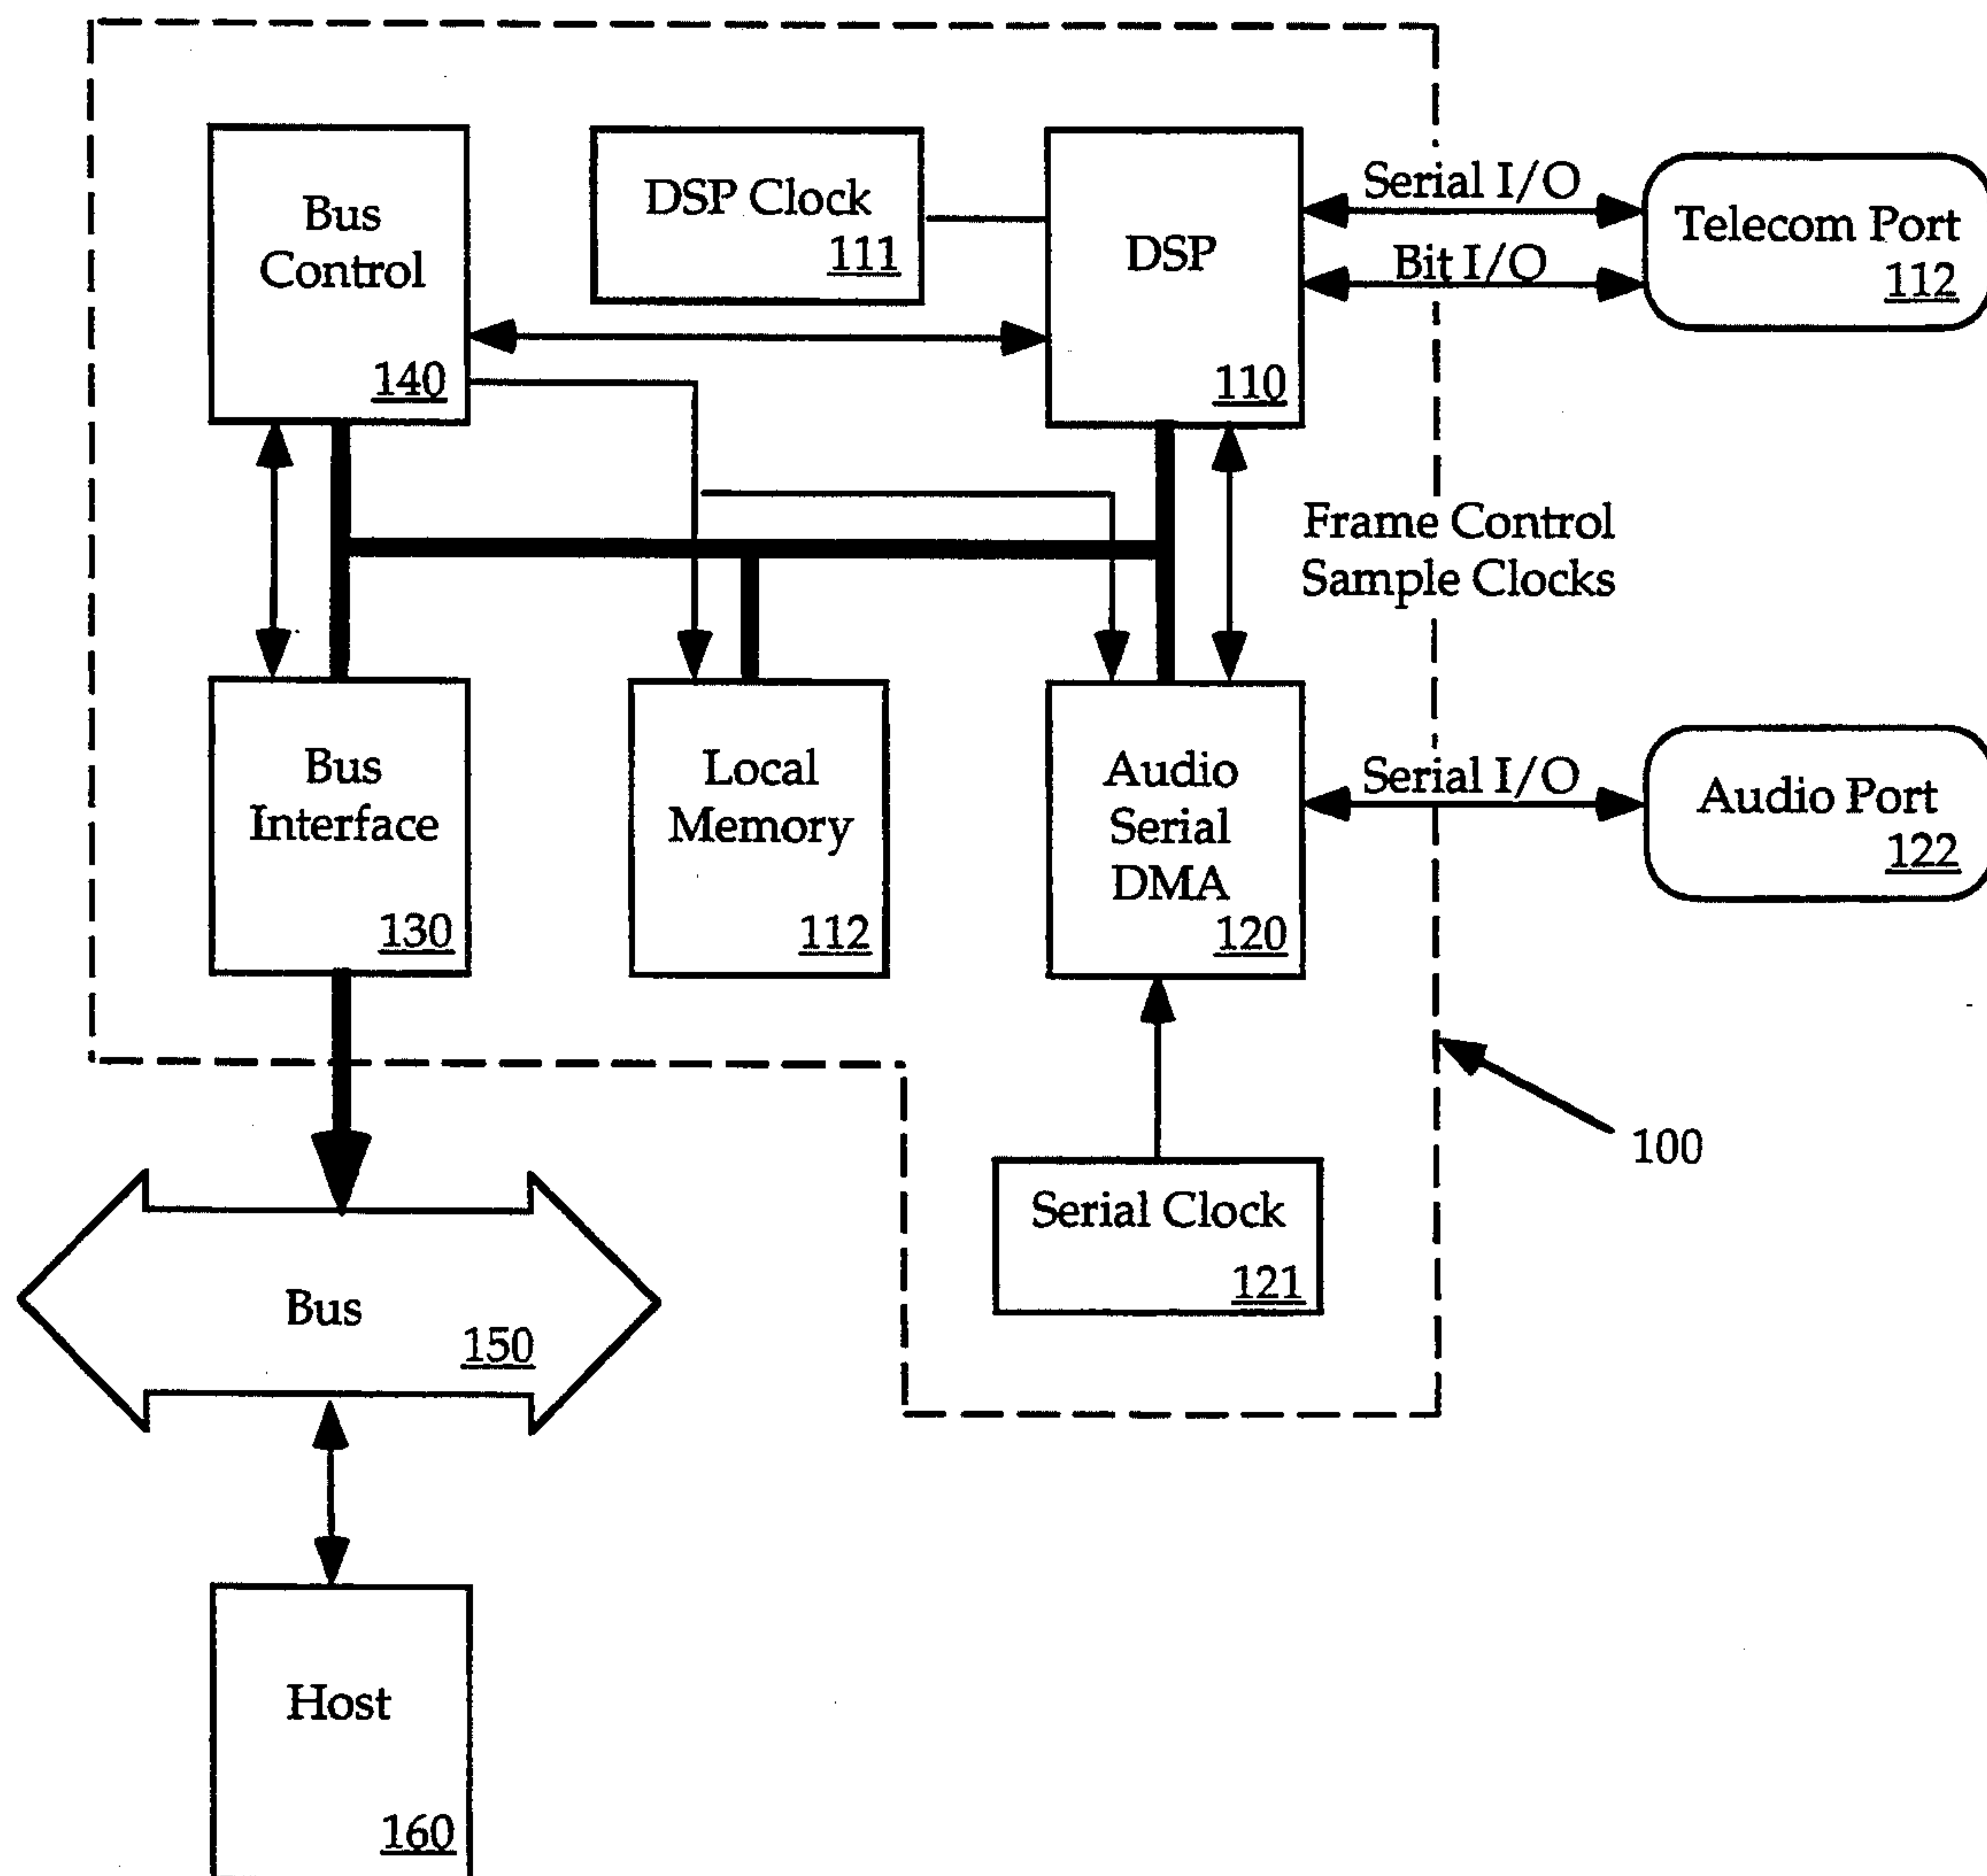 Bus
Control
140
DSP Clock
111
DSP
110
Serial I/O
Bit I/O
Telecom Port
112
Frame Control
Sample Clocks
Bus
Interface
130
Local
Memory
112
Audio
Serial
DMA
120
Serial I/O
Audio Port
122
100
Serial Clock
121
Bus
150
Host
160